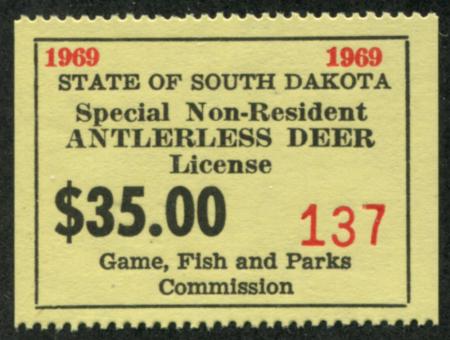 1969 1969
STATE OF SOUTH DAKOTA
Special Non-Resident
ANTLERLESS DEER
License
$35.00 137
Game, Fish and Parks
Commission